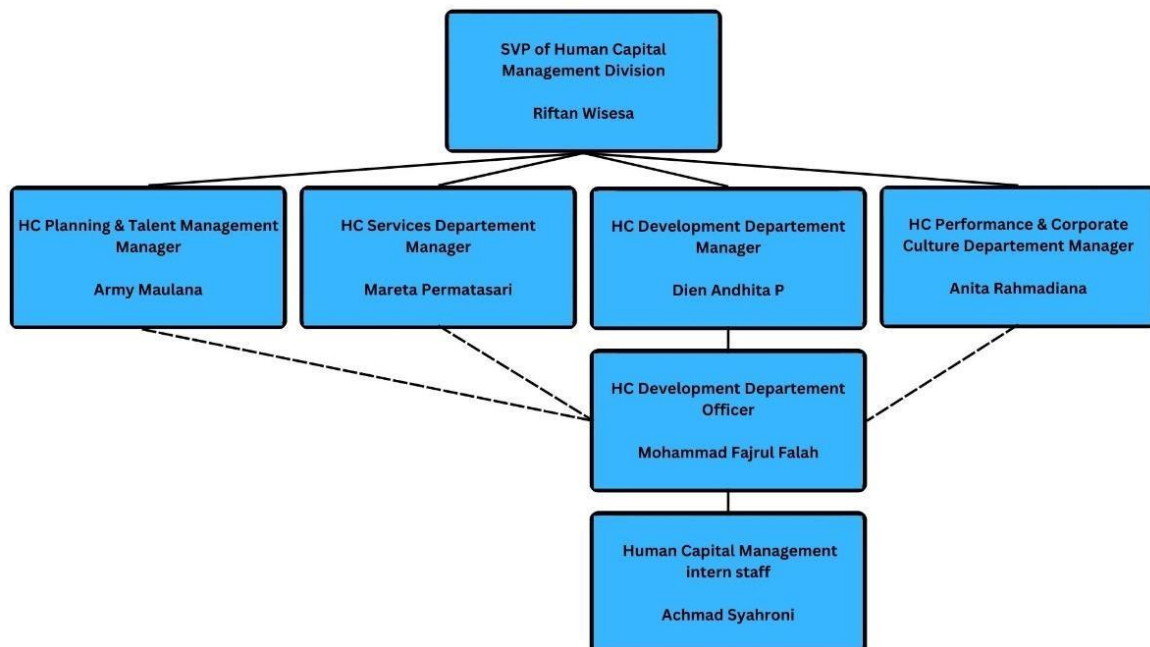 SVP of Human Capital
Management Division
Riftan Wisesa
HC Planning & Talent Management
Manager
Army Maulana
HC Services Departement
Manager
Mareta Permatasari
HC Development Departement
Manager
Dien Andhita P
HC Performance & Corporate
Culture Departement Manager
Anita Rahmadiana
HC Development Departement
Officer
Mohammad Fajrul Falah
Human Capital Management
intern staff
Achmad Syahroni